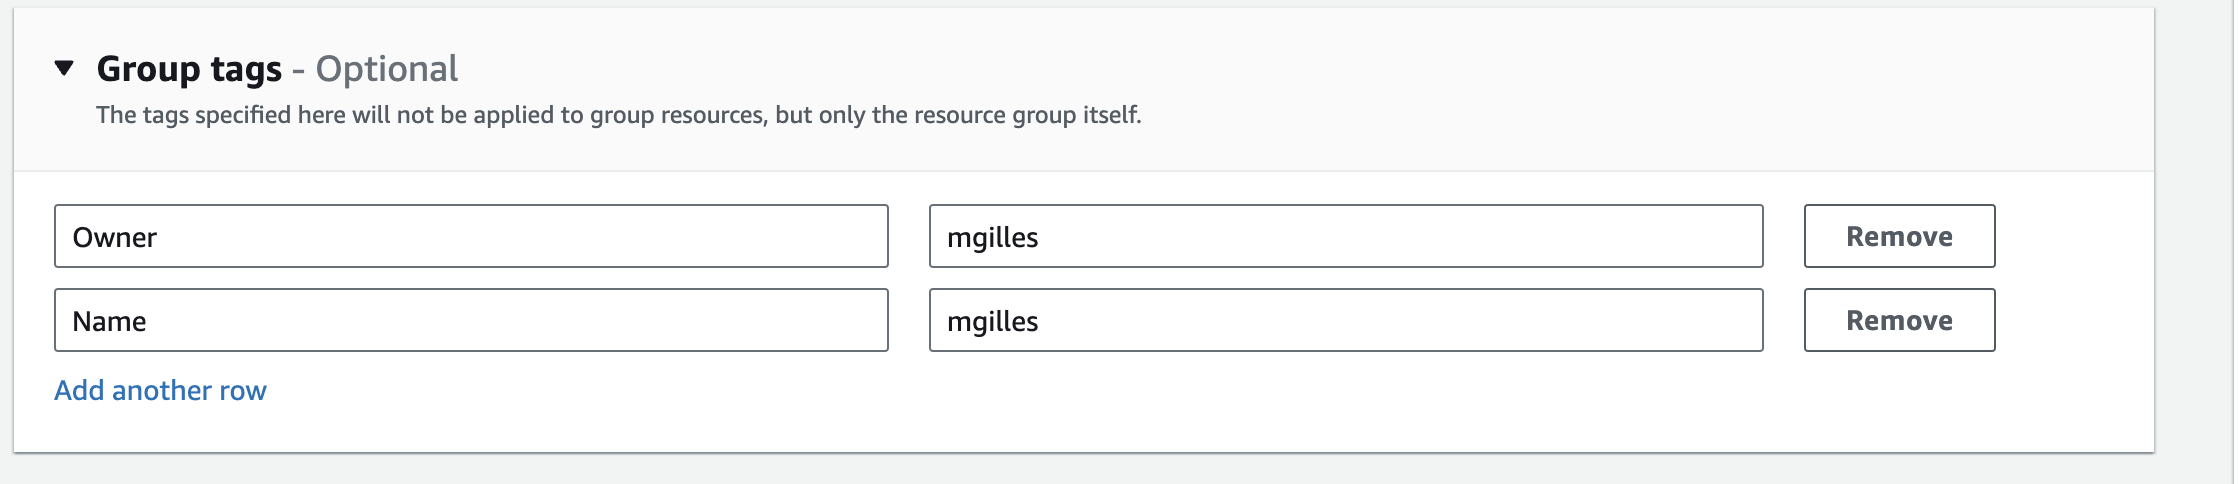 Group tags - Optional
The tags specified here will not be applied to group resources, but only the resource group itself.
Owner mgilles Remove
Name mgilles Remove
Add another row